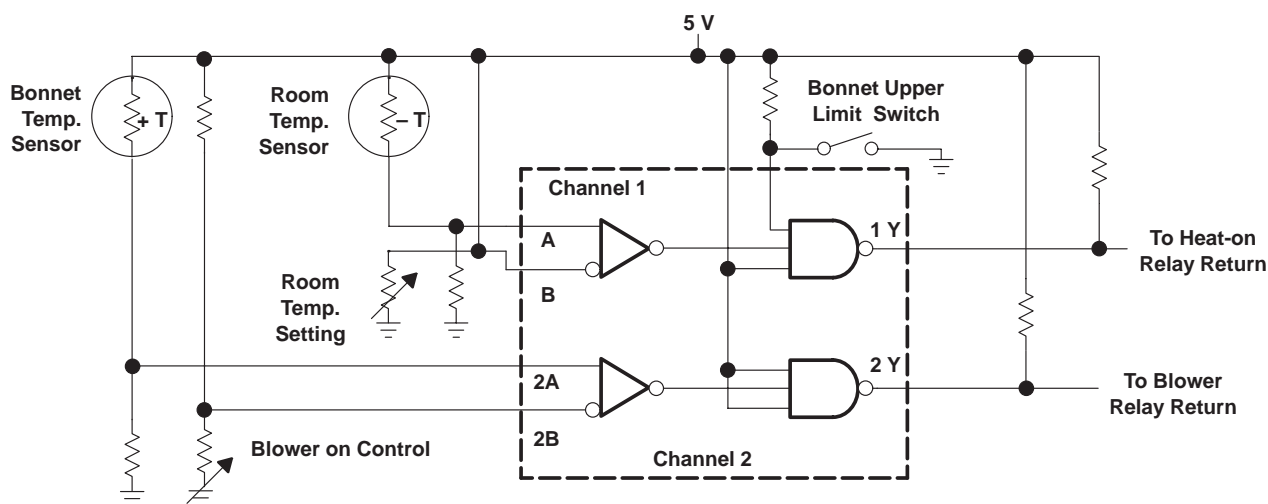 5 V
Bonnet
Temp.
Sensor
+ T
Room
Temp.
Sensor
– T
Bonnet Upper
Limit Switch
Channel 1
A
B
1 Y
To Heat-on
Relay Return
Room
Temp.
Setting
2A
2B
2 Y
To Blower
Relay Return
Blower on Control
Channel 2